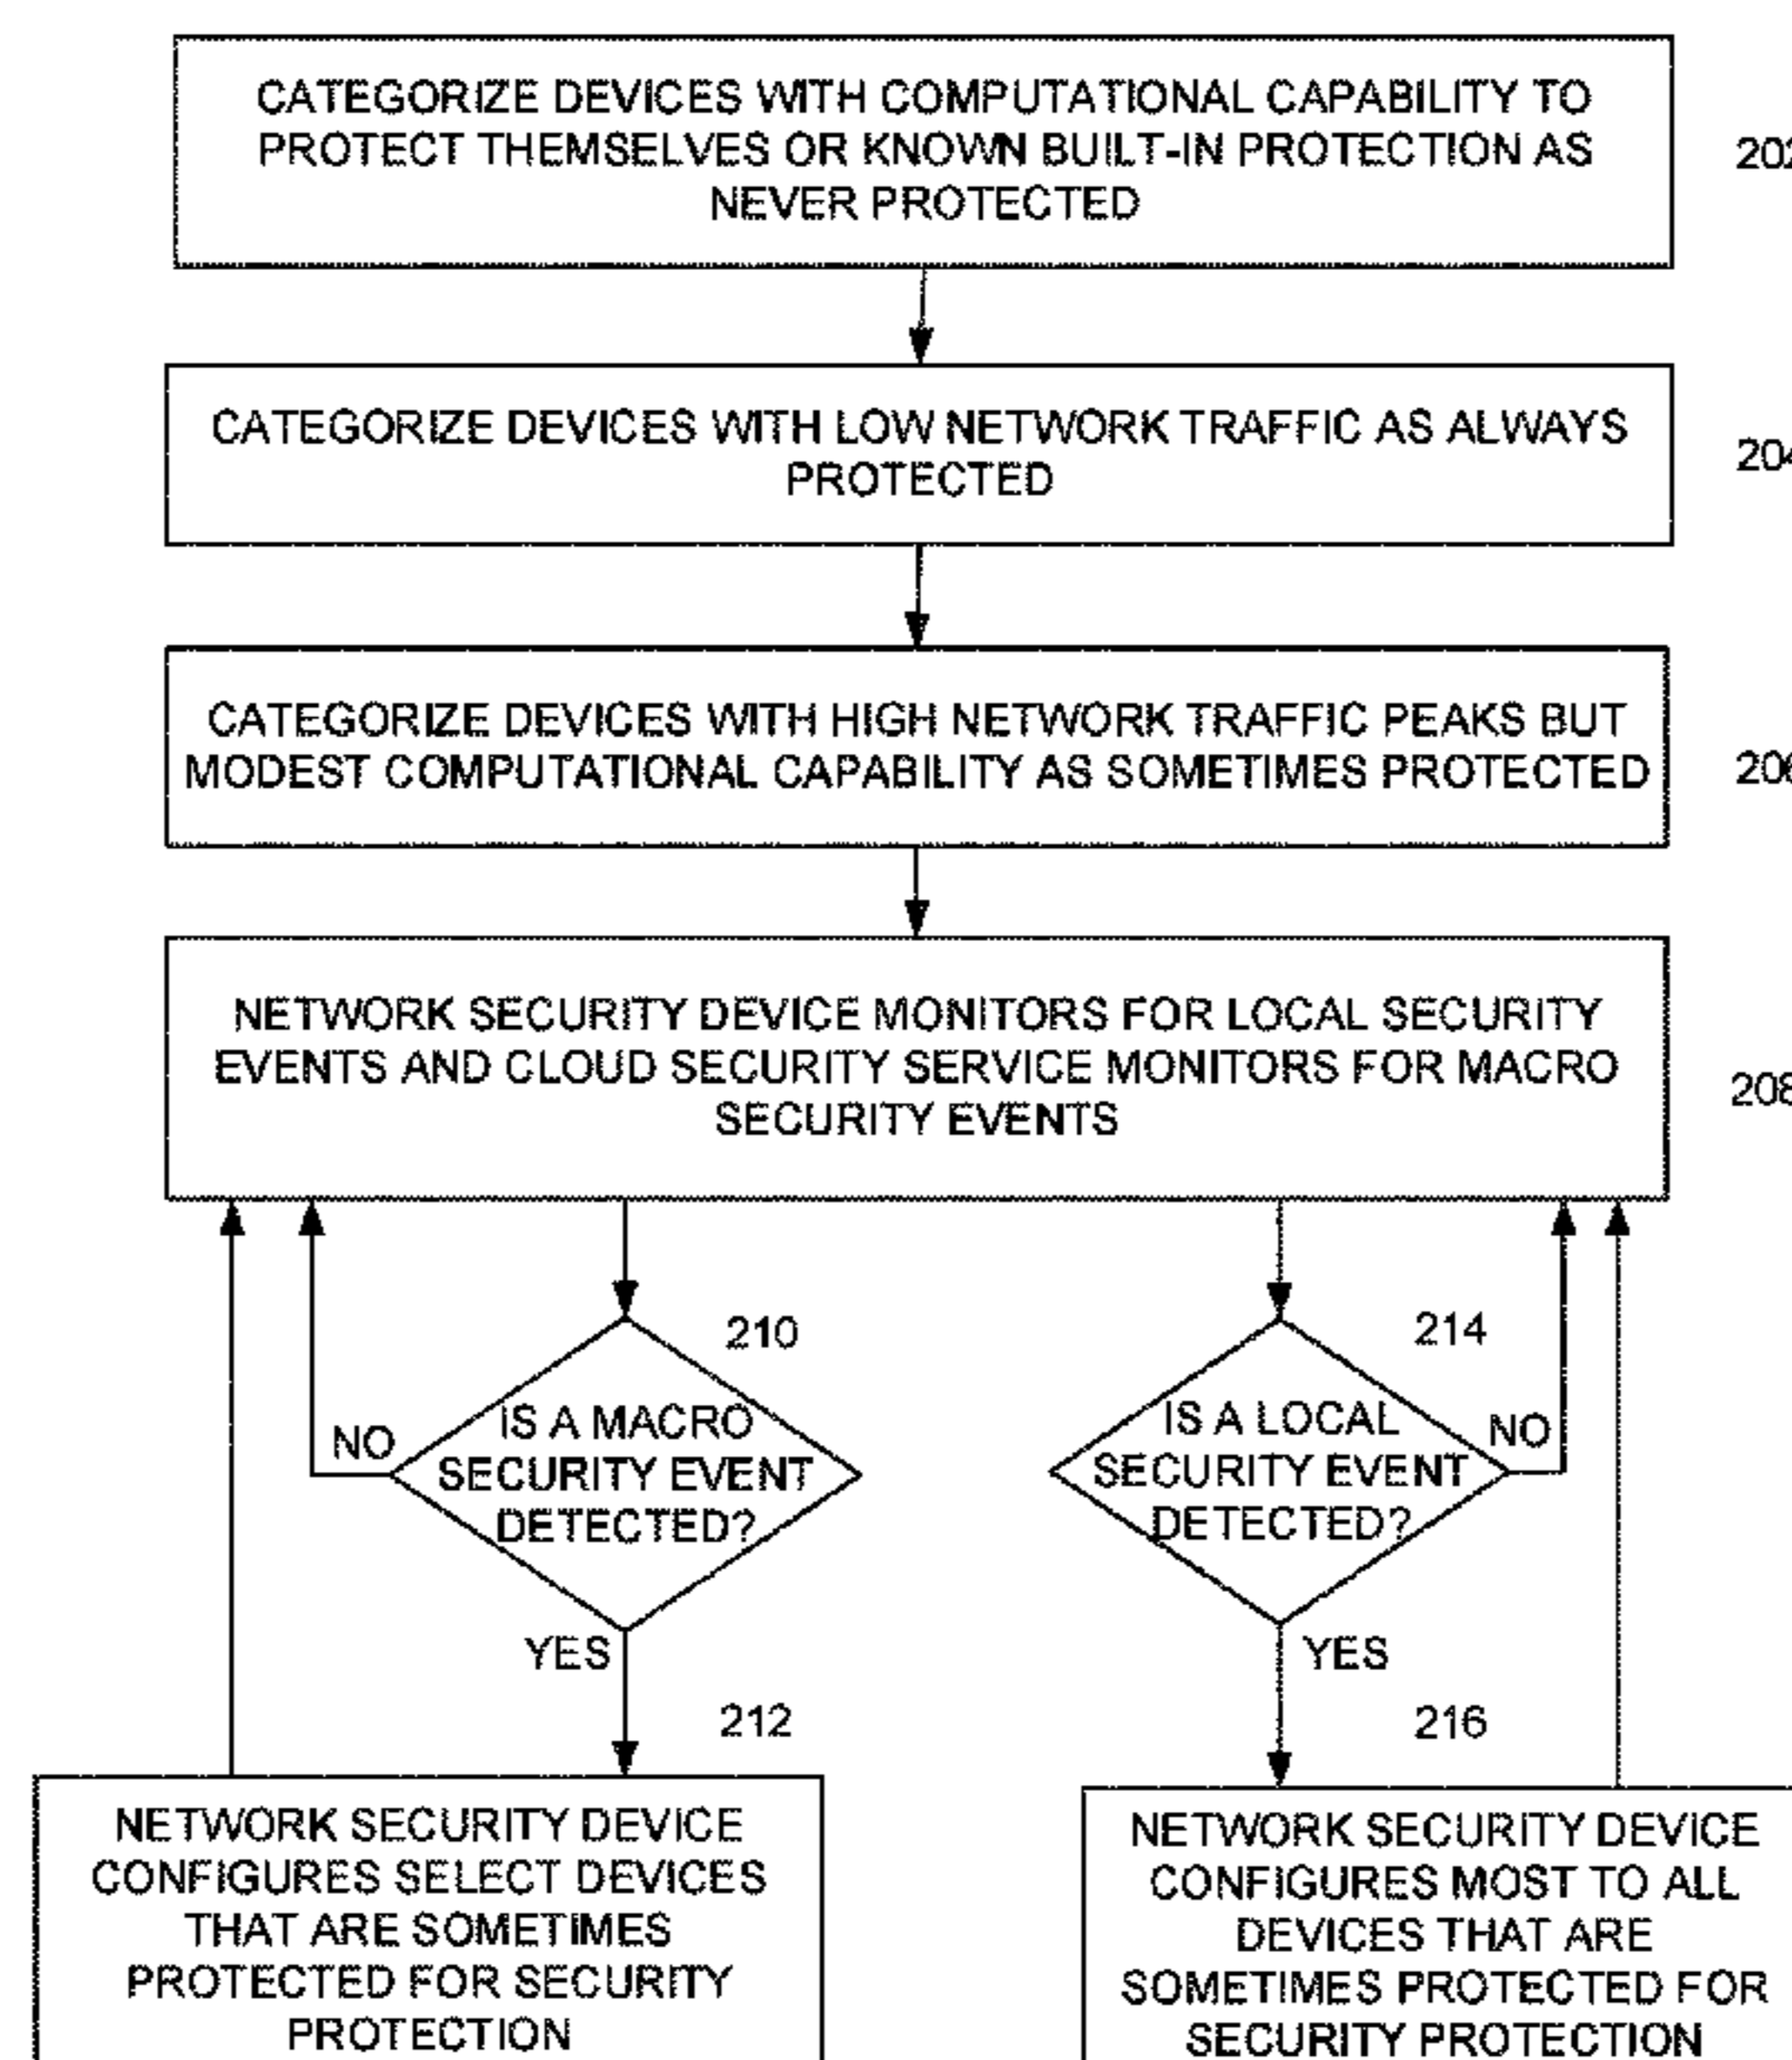 CATEGORIZE DEVICES WITH COMPUTATIONAL CAPABILITY TO
PROTECT THEMSELVES OR KNOWN BUILT-IN PROTECTION AS
NEVER PROTECTED
202
CATEGORIZE DEVICES WITH LOW NETWORK TRAFFIC AS ALWAYS
PROTECTED
204
CATEGORIZE DEVICES WITH HIGH NETWORK TRAFFIC PEAKS BUT
MODEST COMPUTATIONAL CAPABILITY AS SOMETIMES PROTECTED
206
NETWORK SECURITY DEVICE MONITORS FOR LOCAL SECURITY
EVENTS AND CLOUD SECURITY SERVICE MONITORS FOR MACRO
SECURITY EVENTS
208
210
IS A MACRO
SECURITY EVENT
DETECTED?
NO
YES
212
NETWORK SECURITY DEVICE
CONFIGURES SELECT DEVICES
THAT ARE SOMETIMES
PROTECTED FOR SECURITY
PROTECTION
214
IS A LOCAL
SECURITY EVENT
DETECTED?
NO
YES
216
NETWORK SECURITY DEVICE
CONFIGURES MOST TO ALL
DEVICES THAT ARE
SOMETIMES PROTECTED FOR
SECURITY PROTECTION